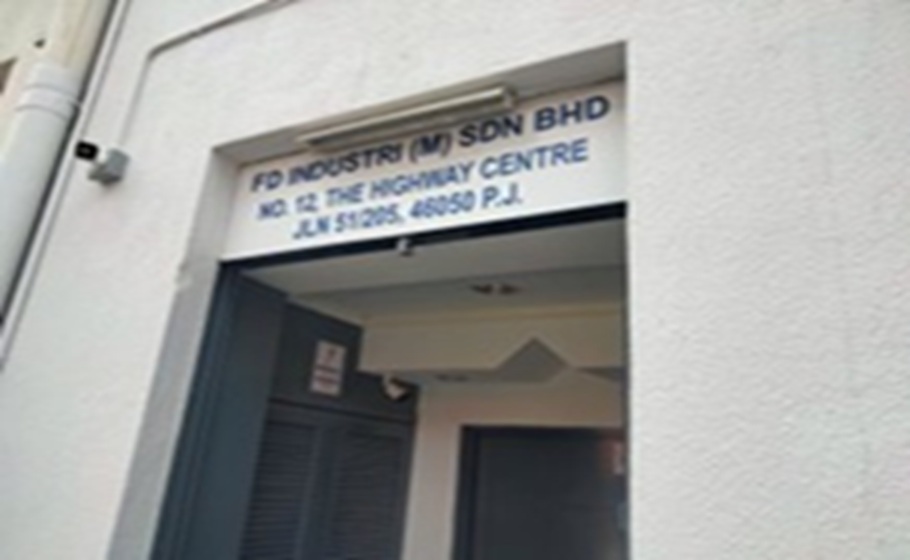 FD INDUSTRI (M) SDN BHD
NO. 12, THE HIGHWAY CENTRE
JLN 51/205, 46050 P.J.